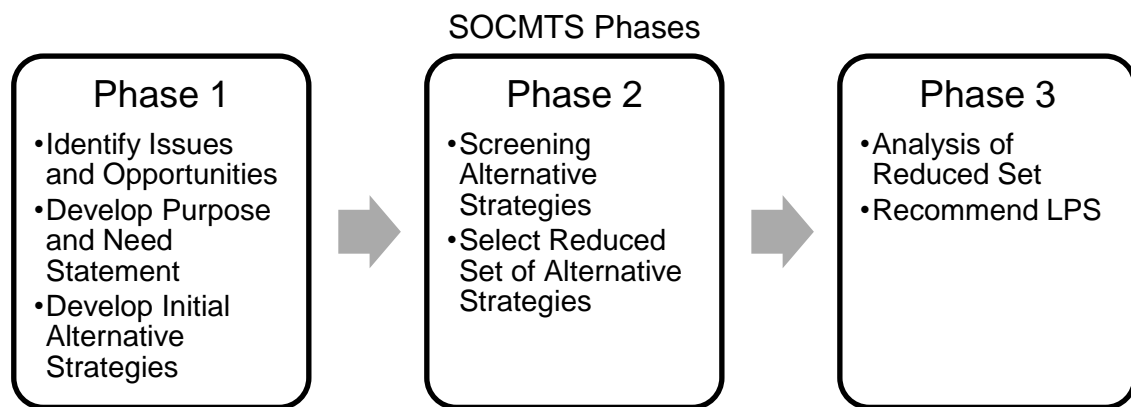 SOCMTS Phases
Phase 1
•Identify Issues
and Opportunities
•Develop Purpose
and Need
Statement
•Develop Initial
Alternative
Strategies
Phase 2
•Screening
Alternative
Strategies
•Select Reduced
Set of Alternative
Strategies
Phase 3
•Analysis of
Reduced Set
•Recommend LPS